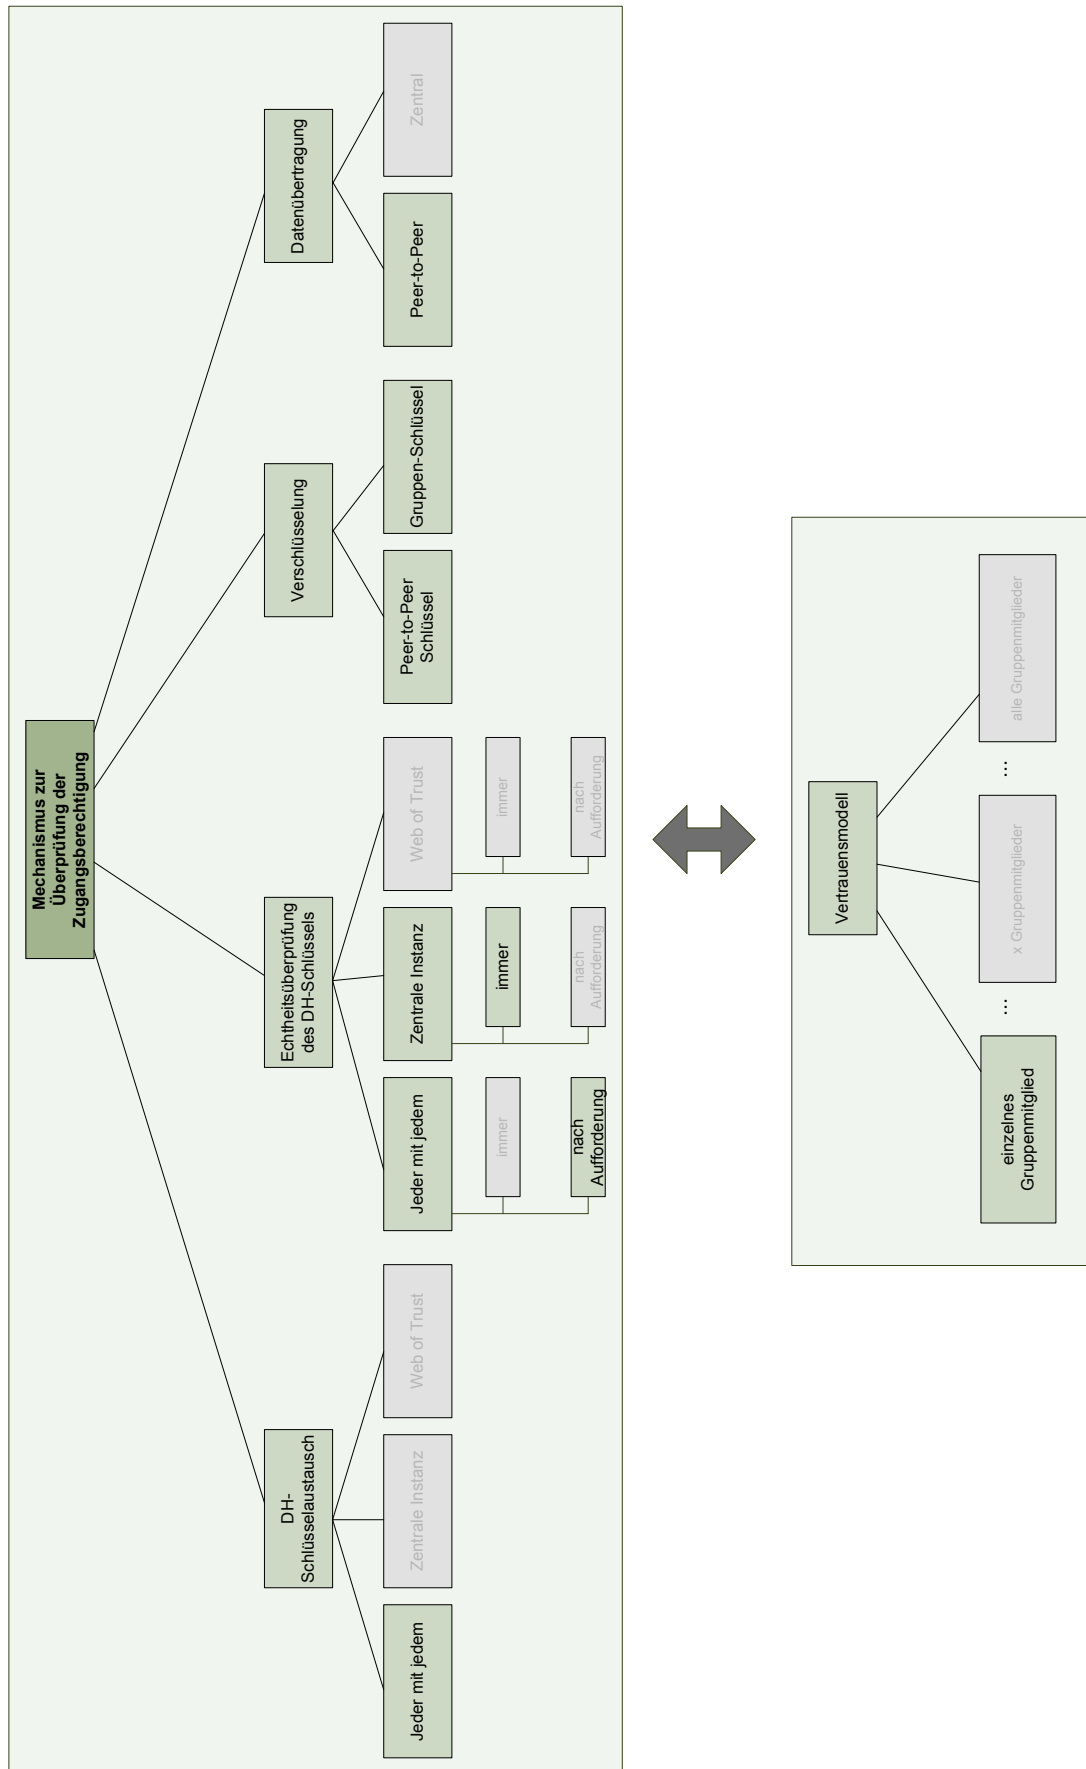 Mechanismus zur
Überprüfung der
Zugangsberechtigung
DH-
Schlüsselaustausch
Echtheitsüberprüfung
des DH-Schlüssels
Verschlüsselung
Datenübertragung
Jeder mit jedem
Zentrale Instanz
Web of Trust
Jeder mit jedem
Zentrale Instanz
Web of Trust
Peer-to-Peer
Schlüssel
Gruppen-Schlüssel
Peer-to-Peer
Zentral
immer
immer
immer
nach
Aufforderung
nach
Aufforderung
nach
Aufforderung
Vertrauensmodell
einzelnes
Gruppenmitglied
...
x Gruppenmitglieder
...
alle Gruppenmitglieder